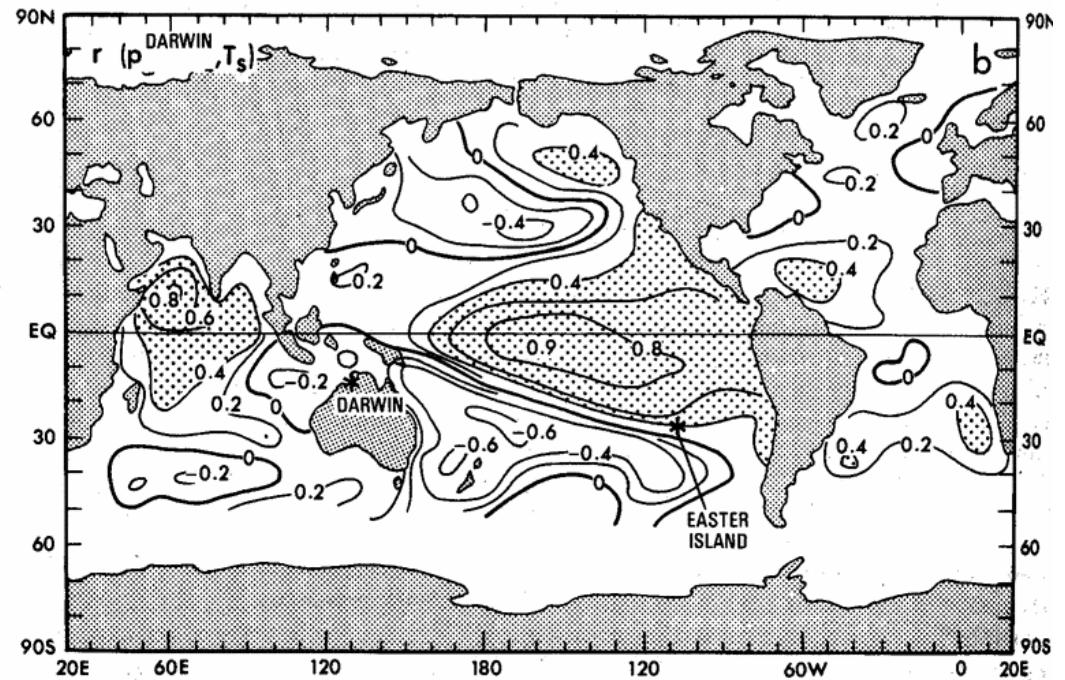 90N 90N
DARWIN
r (p ,Tₛ) b
60 60
0.2 0
0 0.4
0.2
30 -0.4 0 30
0 0.2
0.2 0.4 0.4
0.8
0.6
EQ EQ
0.9 0.8
0.4 -0.2 0
DARWIN
0.2 0 0.4
-0.6
30 -0.6 -0.4 0.4 0.2 30
0
-0.2 0.2 0
EASTER
ISLAND
60 60
90S 90S
20E 60E 120 180 120 60W 0 20E